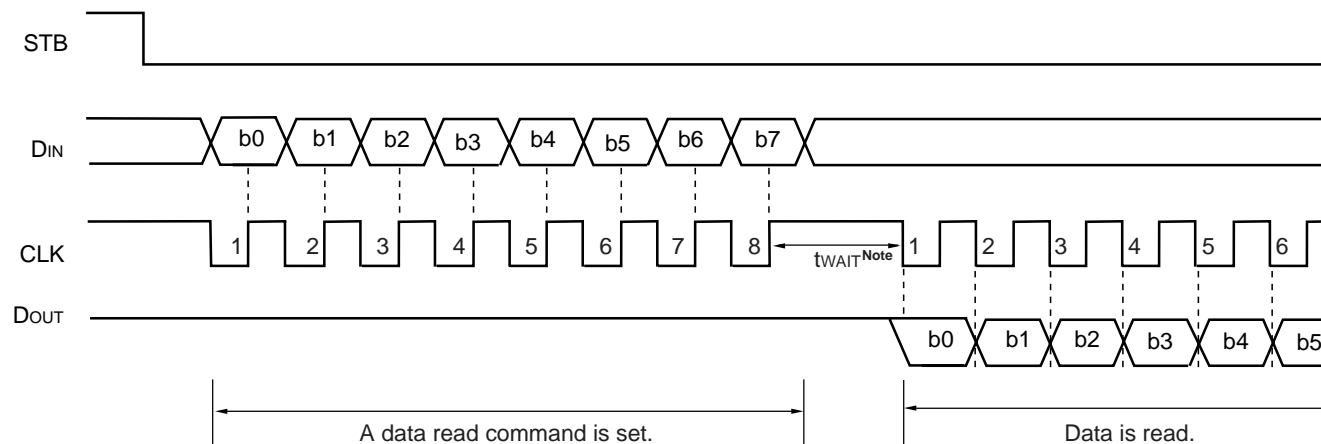 STB
DIN b0 b1 b2 b3 b4 b5 b6 b7
CLK 1 2 3 4 5 6 7 8 tWAIT Note 1 2 3 4 5 6
DOUT b0 b1 b2 b3 b4 b5
A data read command is set. Data is read.